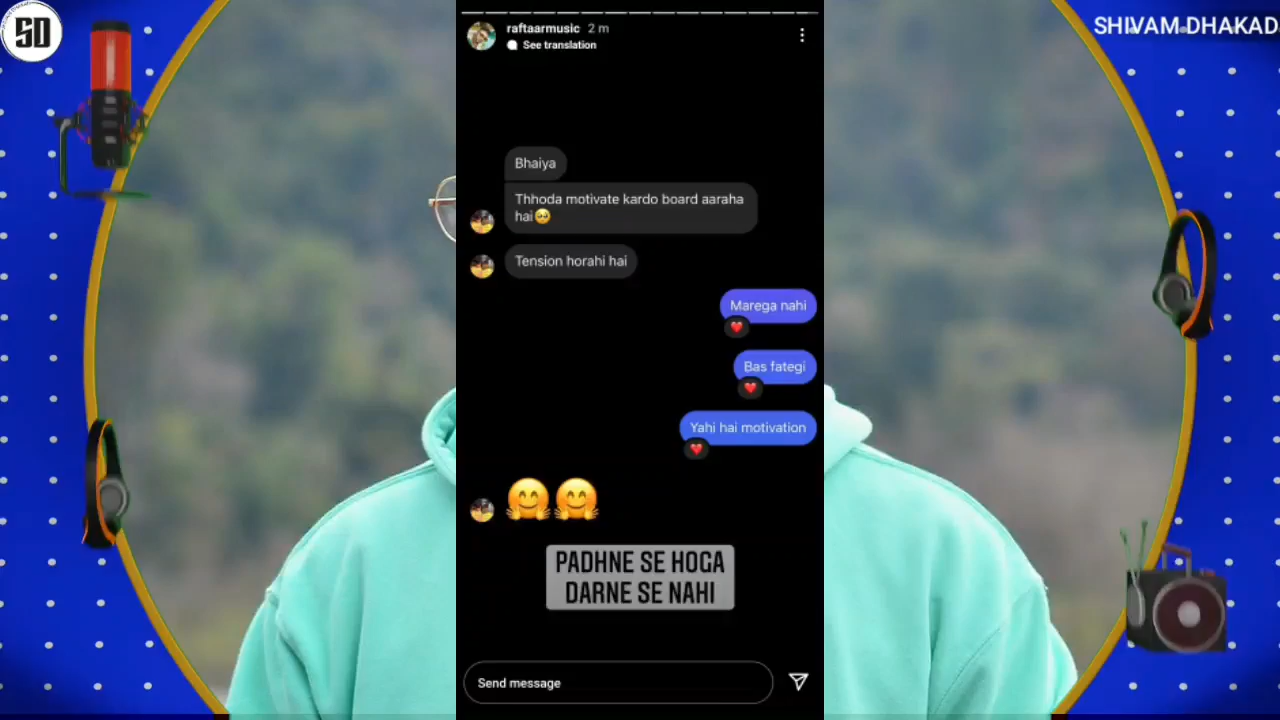 SD
SHIVAM DHAKAD
raftaarmusic 2 m
See translation
Bhaiya
Thhoda motivate kardo board aaraha
hai🥺
Tension horahi hai
Marega nahi
❤️
Bas fategi
❤️
Yahi hai motivation
❤️
🤗🤗
PADHNE SE HOGA
DARNE SE NAHI
Send message